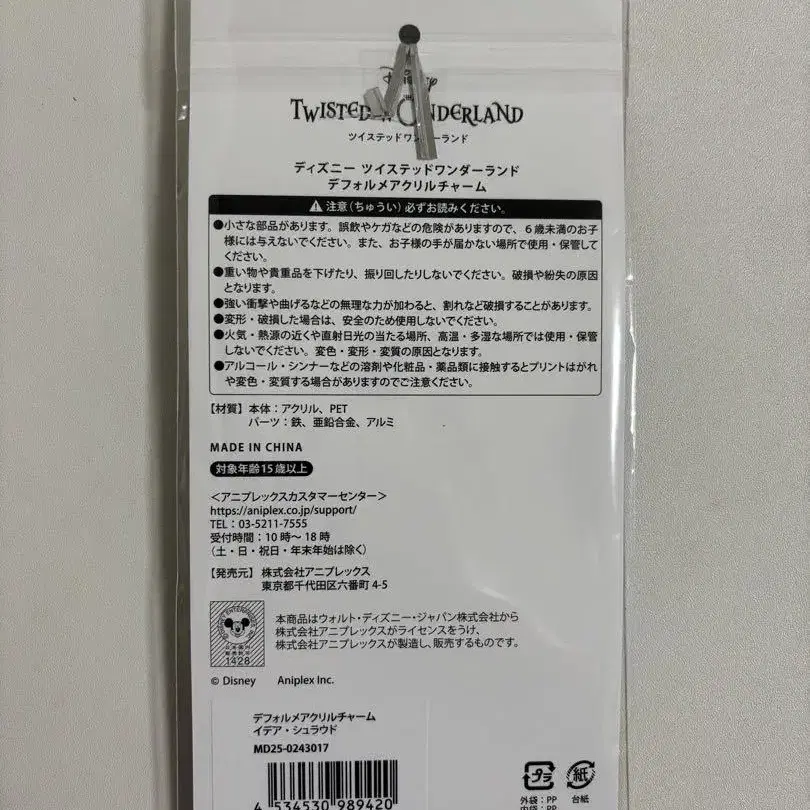 Disney
TWISTED-WONDERLAND
ツイステッドワンダーランド
ディズニー ツイステッドワンダーランド
デフォルメアクリルチャーム
注意（ちゅうい）必ずお読みください。
●小さな部品があります。誤飲やケガなどの危険がありますので、６歳未満のお子
様には与えないでください。また、お子様の手が届かない場所で使用・保管して
ください。
●重い物や貴重品を下げたり、振り回したりしないでください。破損や紛失の原因
となります。
●強い衝撃や曲げるなどの無理な力が加わると、割れなど破損することがあります。
●変形・破損した場合は、安全のため使用しないでください。
●火気・熱源の近くや直射日光の当たる場所、高温・多湿な場所では使用・保管
しないでください。変色・変形・変質の原因となります。
●アルコール・シンナーなどの溶剤や化粧品・薬品類に接触するとプリントはがれ
や変色・変質する場合がありますのでご注意ください。
【材質】本体：アクリル、PET
パーツ：鉄、亜鉛合金、アルミ
MADE IN CHINA
対象年齢15歳以上
＜アニプレックスカスタマーセンター＞
https://aniplex.co.jp/support/
TEL：03-5211-7555
受付時間：10 時～ 18 時
（土・日・祝日・年末年始は除く）
【発売元】株式会社アニプレックス
東京都千代田区六番町 4-5
本商品はウォルト・ディズニー・ジャパン株式会社から
株式会社アニプレックスがライセンスをうけ、
株式会社アニプレックスが製造し、販売するものです。
1428
© Disney Aniplex Inc.
デフォルメアクリルチャーム
イデア・シュラウド
MD25-0243017
4 534530 989420
プラ
紙
外袋：PP
内袋：PP
台紙